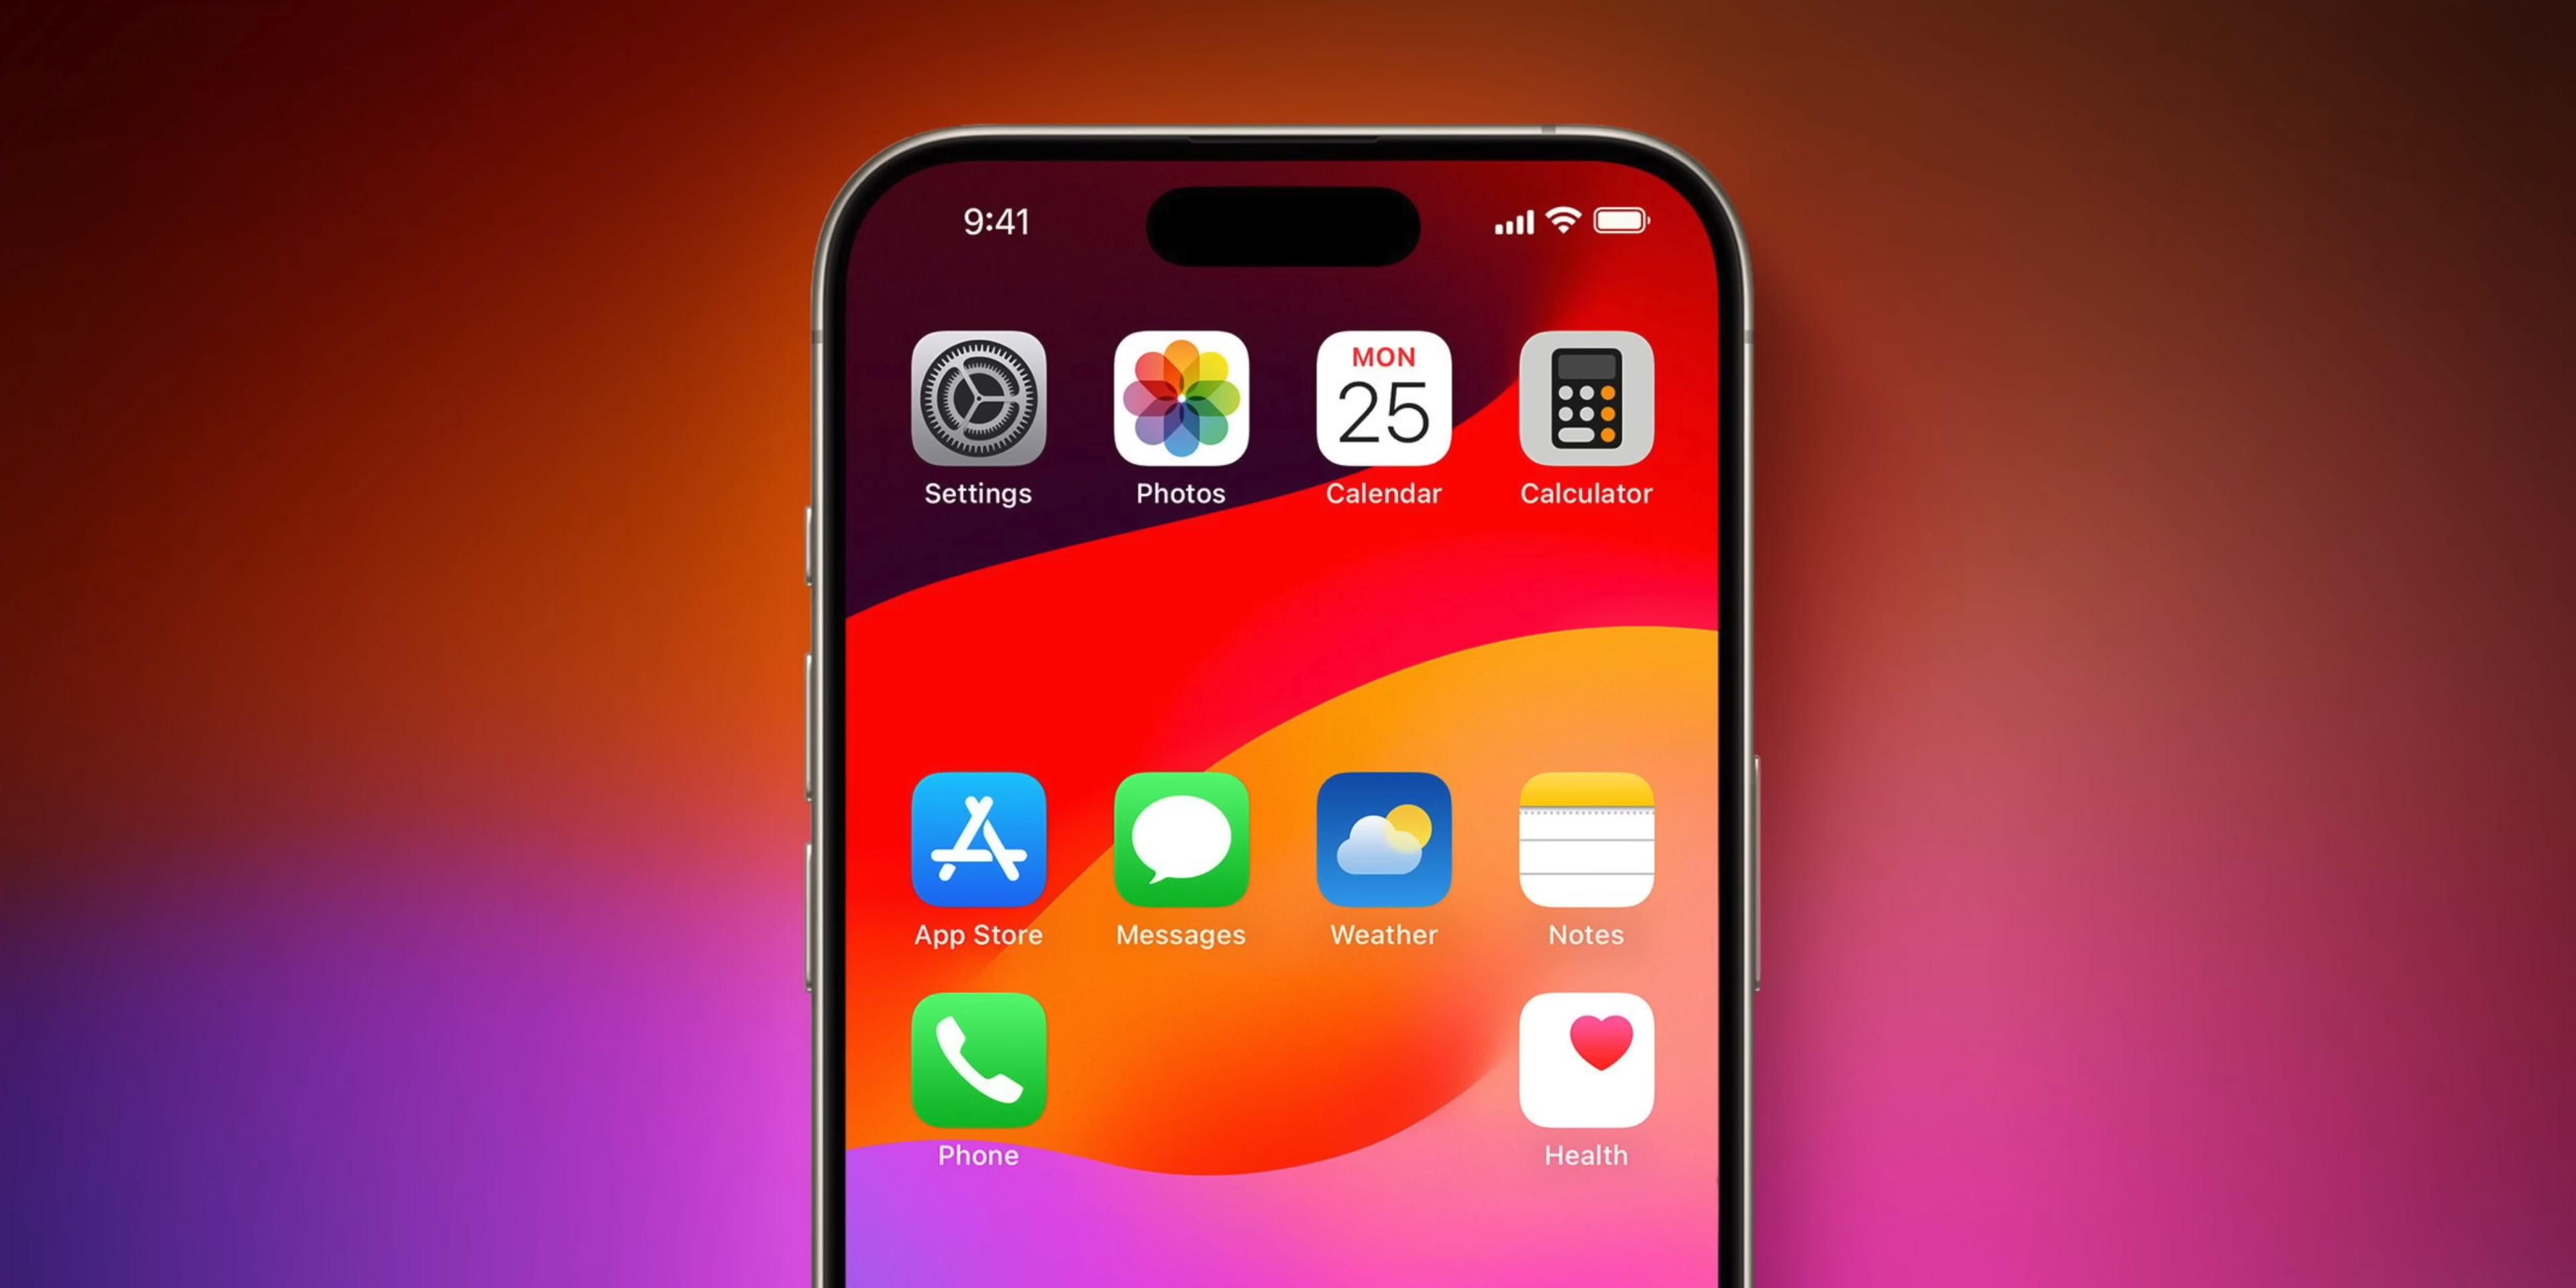 9:41
MON
25
Settings Photos Calendar Calculator
App Store Messages Weather Notes
Phone Health